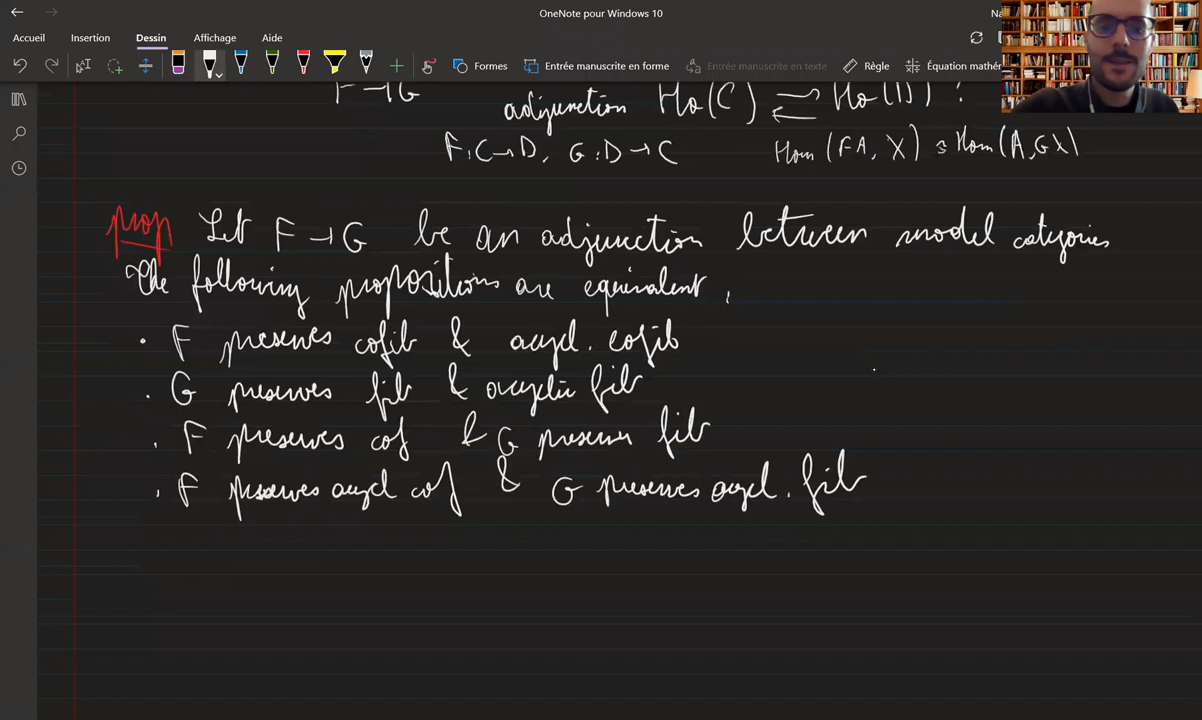 OneNote pour Windows 10
Accueil Insertion Dessin Affichage Aide
Formes Entrée manuscrite en forme Entrée manuscrite en texte Règle Équation mathém
F ⊣ G adjunction Ho(C) ⇄ Ho(D) ?
F: C → D, G: D → C Hom (FA, X) ≅ Hom (A, GX)
prop Let F ⊣ G be an adjunction between model categories
The following propositions are equivalent,
· F preserves cofib & acycl. cofib
· G preserves fib & acyclic fib
· F preserves cof & G preserves fib
· F preserves acycl cof & G preserves acycl. fib